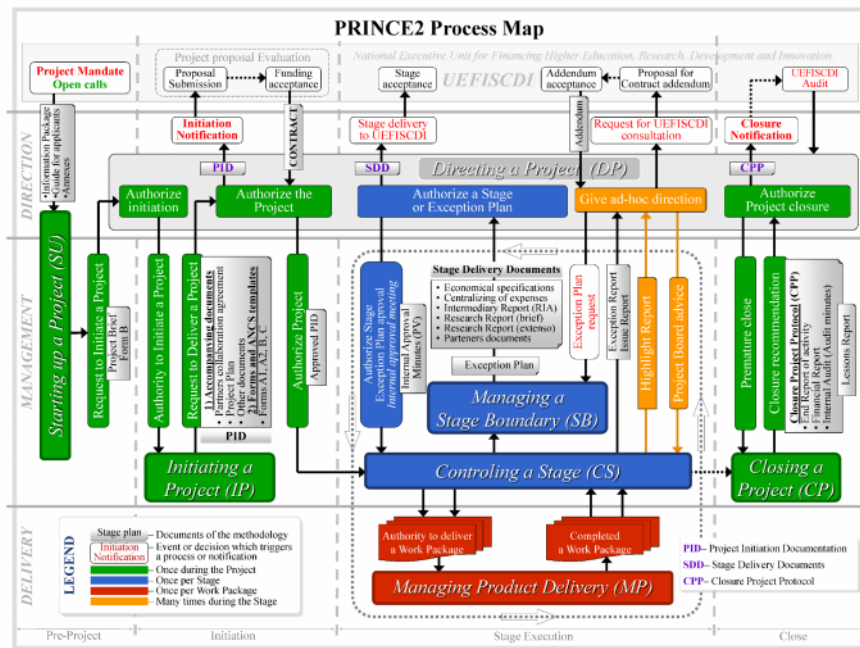 PRINCE2 Process Map
Project proposal Evaluation
National Executive Unit for Financing Higher Education, Research, Development and Innovation
UEFISCDI
Project Mandate
Open calls
Proposal
Submission
Funding
acceptance
Stage
acceptance
Addendum
acceptance
Proposal for
Contract addendum
UEFISCDI
Audit
Initiation
Notification
Stage delivery
to UEFISCDI
Request for UEFISCDI
consultation
Closure
Notification
•Information Package
•Guide for applicants
•Annexes
CONTRACT
Addendum
DIRECTION
PID
SDD
Directing a Project (DP)
CPP
Authorize
initiation
Authorize the
Project
Authorize a Stage
or Exception Plan
Give ad-hoc direction
Authorize
Project closure
MANAGEMENT
Starting up a Project (SU)
Request to Initiate a Project
Project Brief
Form B
Authority to Initiate a Project
Request to Deliver a Project
1) Accompanying documents
•Partners collaboration agreement
•Project Plan
•Other documents
2) Forms and ANCS templates
•Forms A1, A2, B, C
PID
Authorize Project
Approved PID
Authorize Stage
Exception Plan aproval
Internal approval meeting
Internal Approval
Minutes (PV)
Stage Delivery Documents
• Economical specifications
• Centralizing of expenses
• Intermediary Report (RIA)
• Research Report (brief)
• Research Report (extenso)
• Parteners documents
Exception Plan
Exception Plan
request
Exception Report
Issue Report
Highlight Report
Project Board advice
Premature close
Closure recommendation
Closure Project Protocol (CPP)
• End Report of activity
• Financial Report
• Internal Audit (Audit minutes)
Lessons Report
Managing a
Stage Boundary (SB)
Initiating a
Project (IP)
Controling a Stage (CS)
Closing a
Project (CP)
DELIVERY
Authority to deliver
a Work Package
Completed
a Work Package
Managing Product Delivery (MP)
LEGEND
Stage plan – Documents of the methodology
Initiation
Notification – Event or decision which triggers
a process or notification
– Once during the Project
– Once per Stage
– Once per Work Package
– Many times during the Stage
PID – Project Initiation Documentation
SDD – Stage Delivery Documents
CPP – Closure Project Protocol
Pre-Project
Initiation
Stage Execution
Close